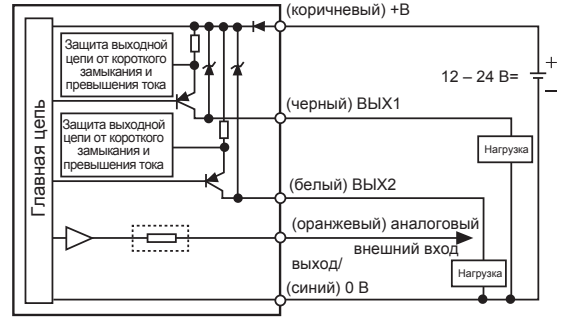 (коричневый) +В
Защита выходной
цепи от короткого
замыкания и
превышения тока
12 – 24 В=
+
–
(черный) ВЫХ1
Главная цепь
Защита выходной
цепи от короткого
замыкания и
превышения тока
Нагрузка
(белый) ВЫХ2
(оранжевый) аналоговый
внешний вход
выход/
Нагрузка
(синий) 0 В